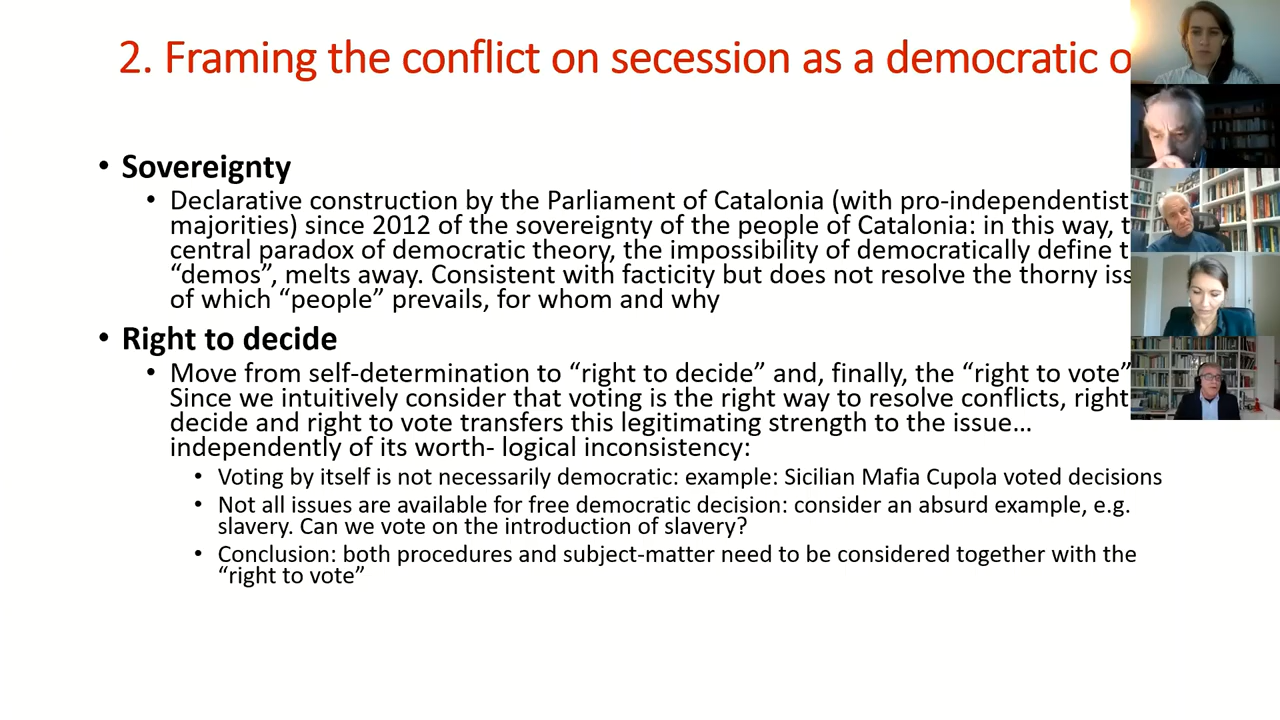 2. Framing the conflict on secession as a democratic o
• Sovereignty
• Declarative construction by the Parliament of Catalonia (with pro-independentist
majorities) since 2012 of the sovereignty of the people of Catalonia: in this way, t
central paradox of democratic theory, the impossibility of democratically define t
“demos”, melts away. Consistent with facticity but does not resolve the thorny iss
of which “people” prevails, for whom and why
• Right to decide
• Move from self-determination to “right to decide” and, finally, the “right to vote”
Since we intuitively consider that voting is the right way to resolve conflicts, right
decide and right to vote transfers this legitimating strength to the issue…
independently of its worth- logical inconsistency:
• Voting by itself is not necessarily democratic: example: Sicilian Mafia Cupola voted decisions
• Not all issues are available for free democratic decision: consider an absurd example, e.g.
slavery. Can we vote on the introduction of slavery?
• Conclusion: both procedures and subject-matter need to be considered together with the
“right to vote”